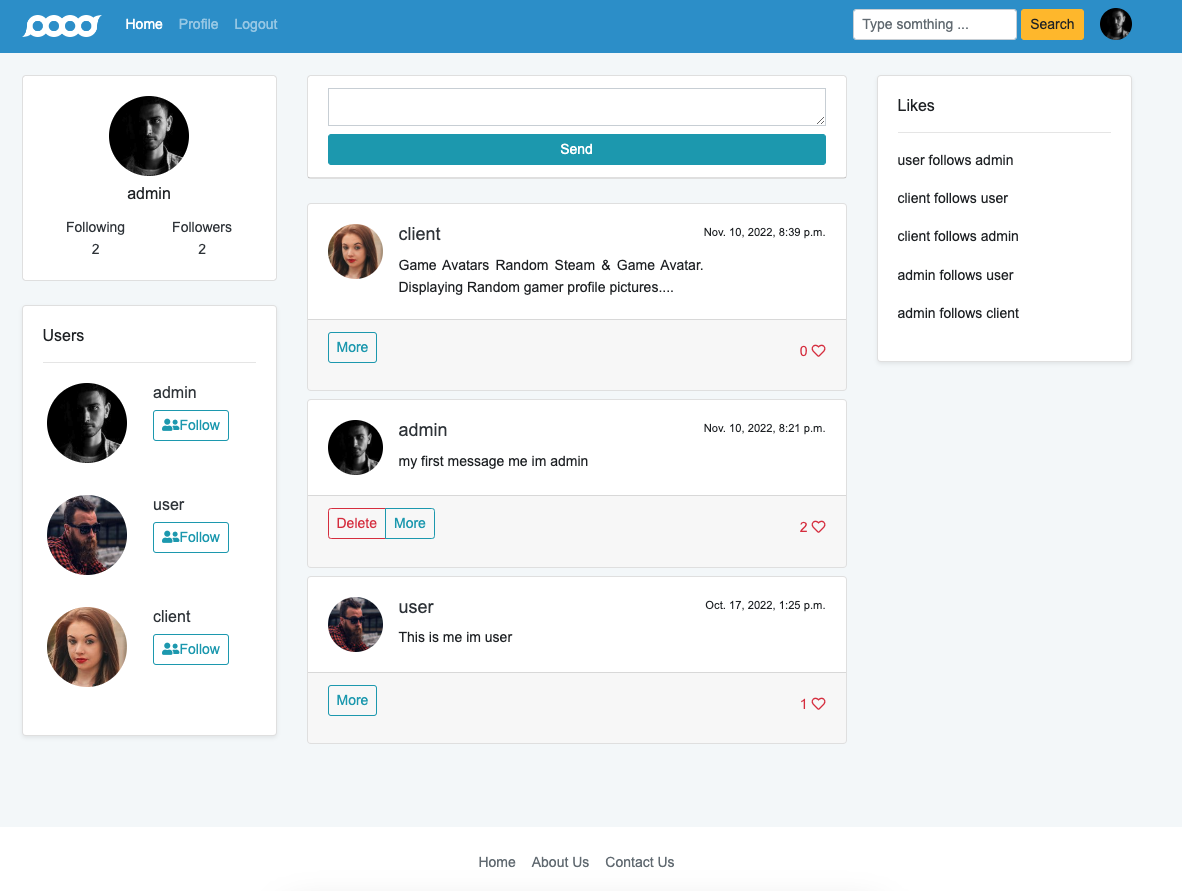 Home Profile Logout
Type somthing ... Search
admin
Following Followers
2 2
Users
admin
Follow
user
Follow
client
Follow
Send
client Nov. 10, 2022, 8:39 p.m.
Game Avatars Random Steam & Game Avatar.
Displaying Random gamer profile pictures....
More 0
admin Nov. 10, 2022, 8:21 p.m.
my first message me im admin
Delete More 2
user Oct. 17, 2022, 1:25 p.m.
This is me im user
More 1
Likes
user follows admin
client follows user
client follows admin
admin follows user
admin follows client
Home About Us Contact Us